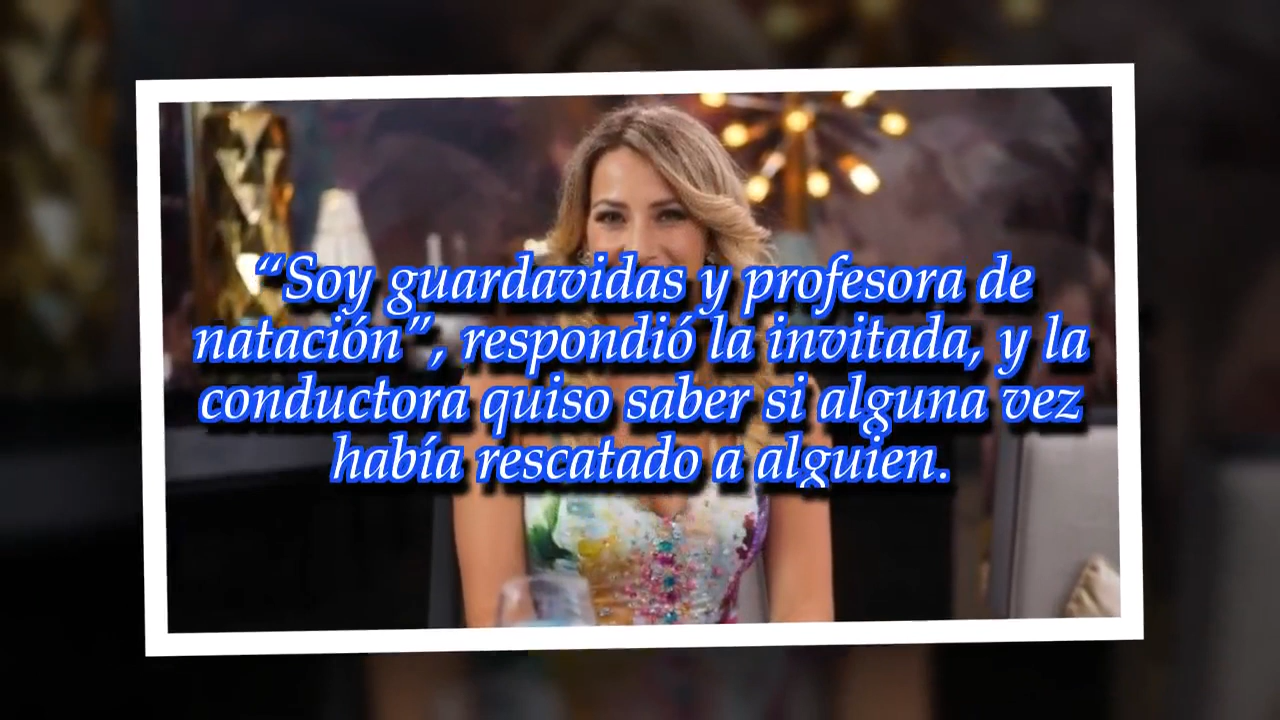 “Soy guardavidas y profesora de
natación”, respondió la invitada, y la
conductora quiso saber si alguna vez
había rescatado a alguien.